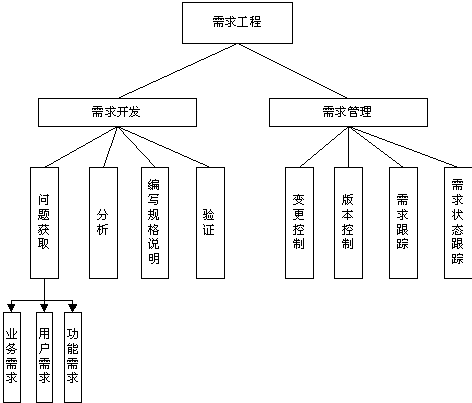 需求工程
需求开发
需求管理
问题获取
分析
编写规格说明
验证
变更控制
版本控制
需求跟踪
需求状态跟踪
业务需求
用户需求
功能需求